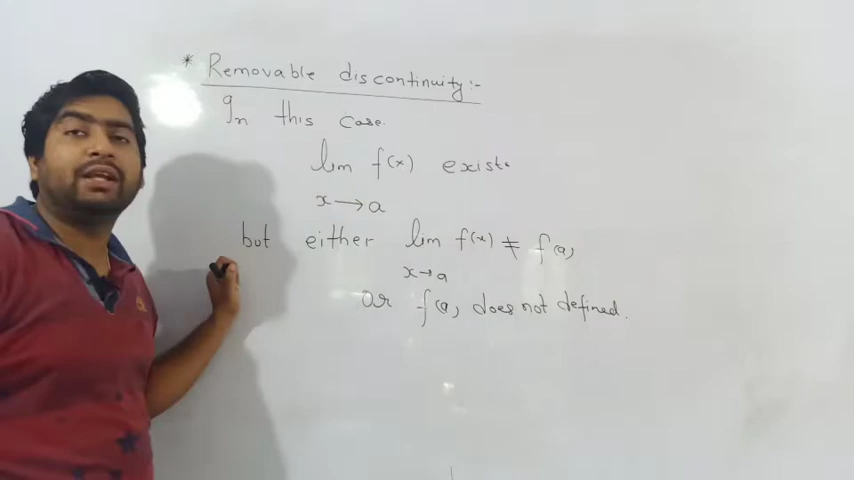 * Removable discontinuity:-
In this case.
lim f(x) exists
x→a
but either lim f(x) ≠ f(a)
x→a
or f(a) does not defined.